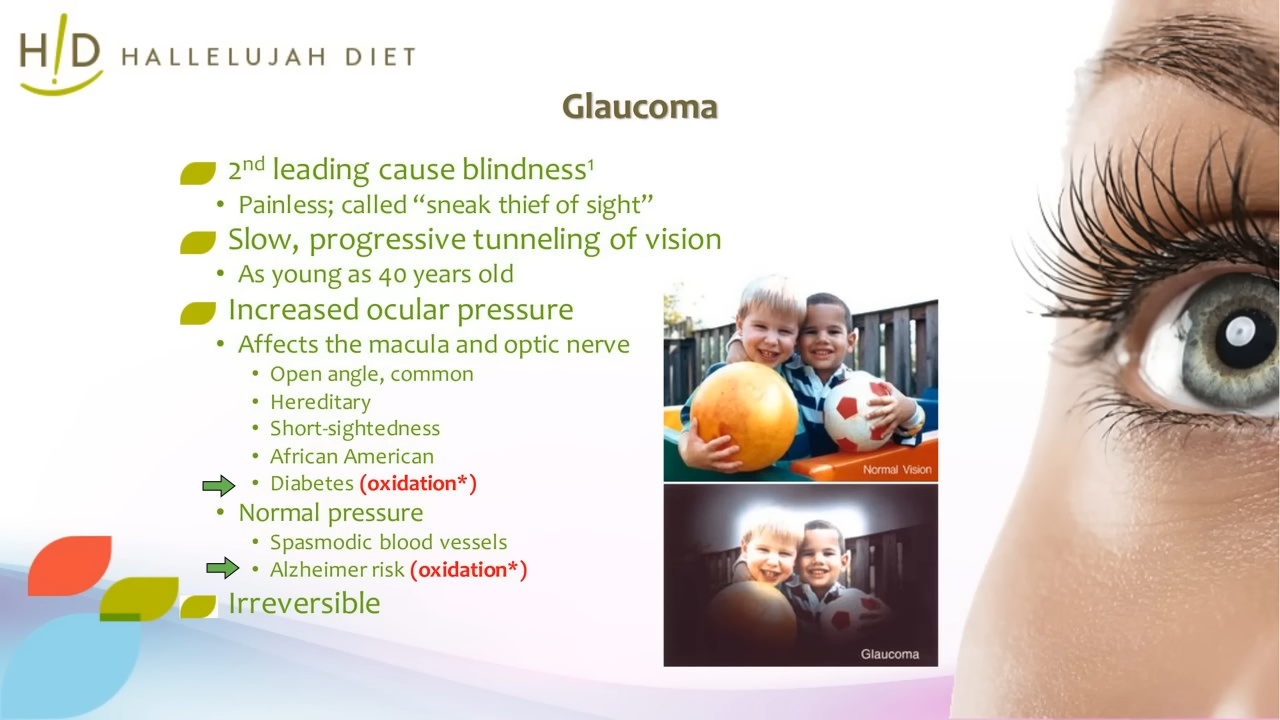 H!D HALLELUJAH DIET
Glaucoma
2nd leading cause blindness¹
• Painless; called “sneak thief of sight”
Slow, progressive tunneling of vision
• As young as 40 years old
Increased ocular pressure
• Affects the macula and optic nerve
• Open angle, common
• Hereditary
• Short-sightedness
• African American
• Diabetes (oxidation*)
• Normal pressure
• Spasmodic blood vessels
• Alzheimer risk (oxidation*)
Irreversible
Normal Vision
Glaucoma